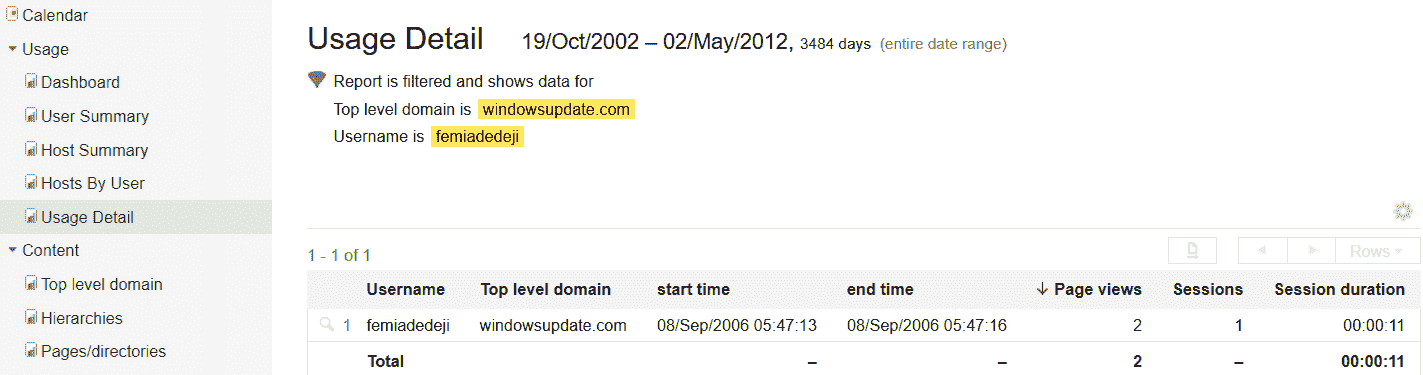 Calendar
Usage
Dashboard
User Summary
Host Summary
Hosts By User
Usage Detail
Content
Top level domain
Hierarchies
Pages/directories
Usage Detail 19/Oct/2002 – 02/May/2012, 3484 days (entire date range)
Report is filtered and shows data for
Top level domain is windowsupdate.com
Username is femiadedeji
1 - 1 of 1
Rows
Username Top level domain start time end time Page views Sessions Session duration
1 femiadedeji windowsupdate.com 08/Sep/2006 05:47:13 08/Sep/2006 05:47:16 2 1 00:00:11
Total – – 2 – 00:00:11